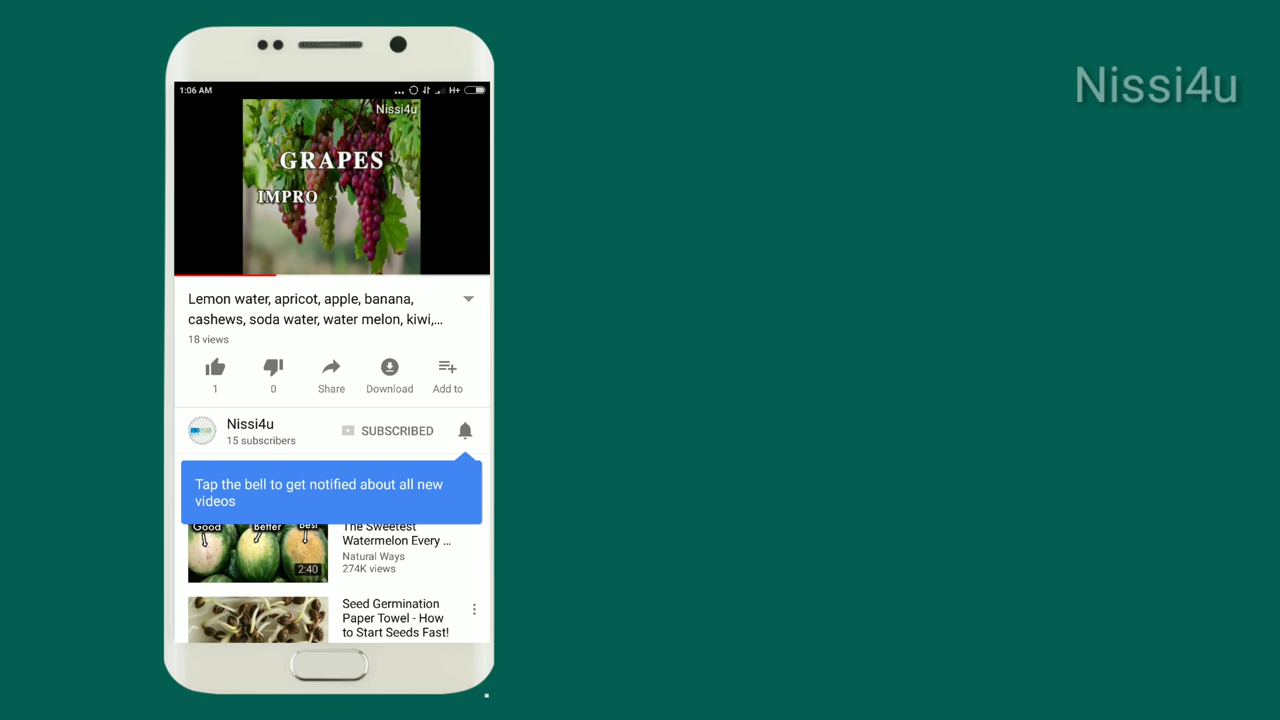 Nissi4u
1:06 AM
H+
Nissi4u
GRAPES
IMPRO
Lemon water, apricot, apple, banana,
cashews, soda water, water melon, kiwi,...
18 views
1
0
Share
Download
Add to
Nissi4u
15 subscribers
SUBSCRIBED
Tap the bell to get notified about all new
videos
Good
Better
Best
2:40
The Sweetest
Watermelon Every ...
Natural Ways
274K views
Seed Germination
Paper Towel - How
to Start Seeds Fast!